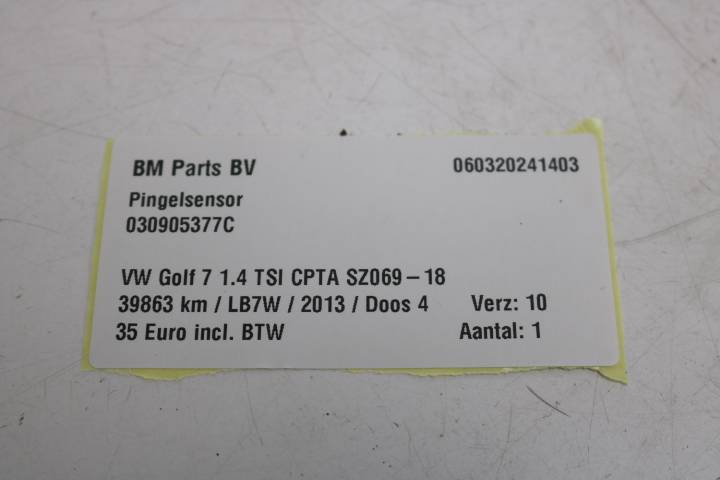 BM Parts BV 060320241403
Pingelsensor
030905377C
VW Golf 7 1.4 TSI CPTA SZ069-18
39863 km / LB7W / 2013 / Doos 4 Verz: 10
35 Euro incl. BTW Aantal: 1